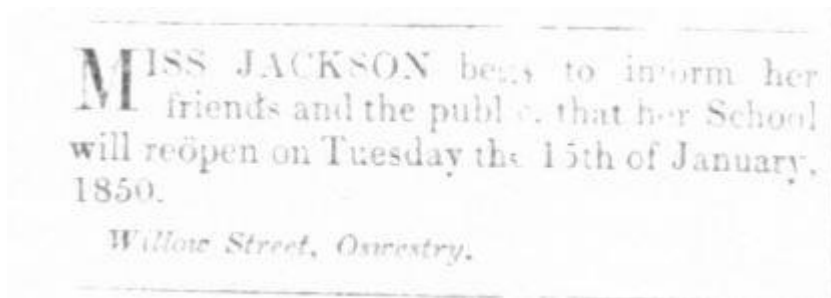 MISS JACKSON begs to inform her
friends and the public, that her School
will reöpen on Tuesday the 15th of January,
1850.
Willow Street, Oswestry.